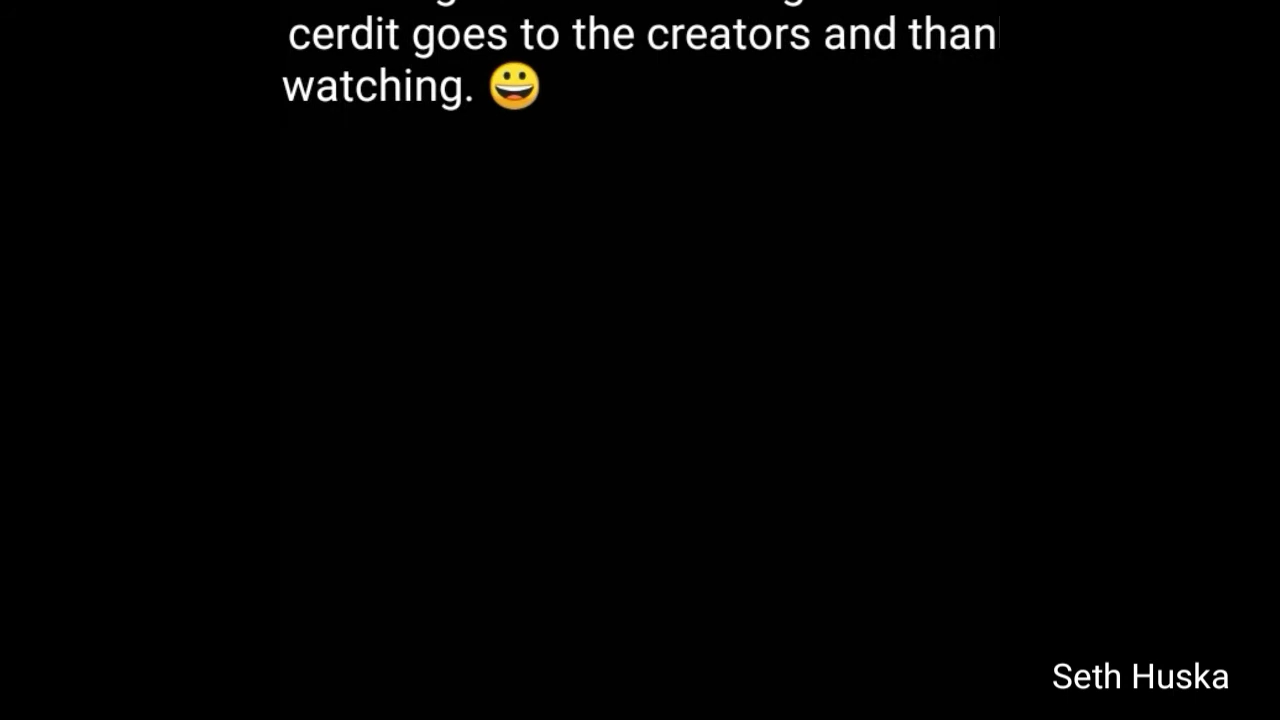 cerdit goes to the creators and than
watching. 😀
Seth Huska